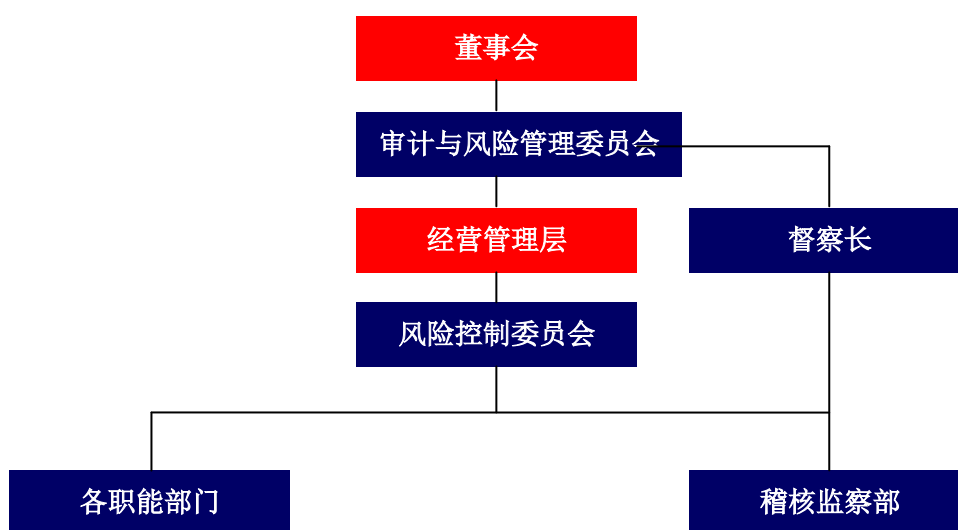 董事会
审计与风险管理委员会
经营管理层
督察长
风险控制委员会
各职能部门
稽核监察部